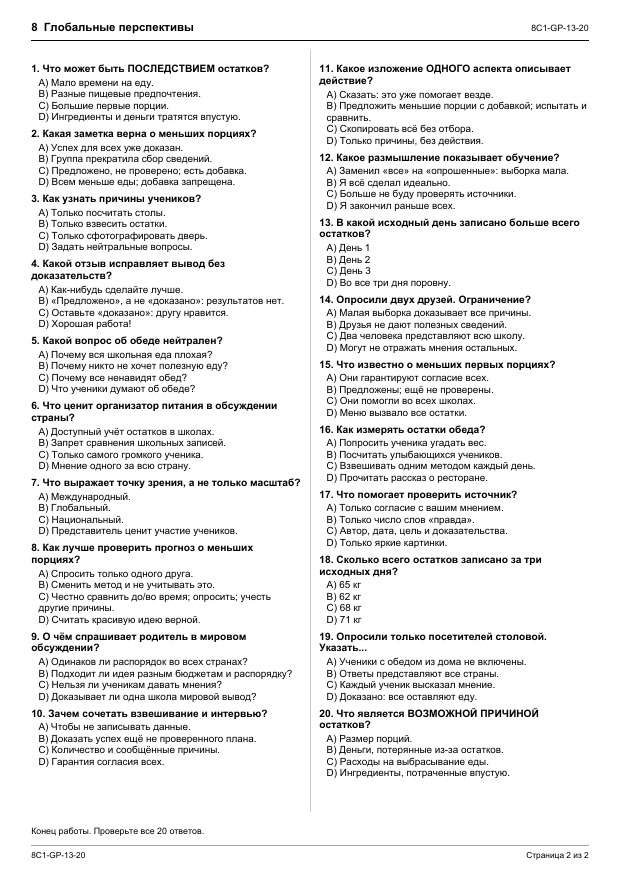 8 Глобальные перспективы
8C1-GP-13-20
1. Что может быть ПОСЛЕДСТВИЕМ остатков?
A) Мало времени на еду.
B) Разные пищевые предпочтения.
C) Большие первые порции.
D) Ингредиенты и деньги тратятся впустую.
2. Какая заметка верна о меньших порциях?
A) Успех для всех уже доказан.
B) Группа прекратила сбор сведений.
C) Предложено, не проверено; есть добавка.
D) Всем меньше еды; добавка запрещена.
3. Как узнать причины учеников?
A) Только посчитать столы.
B) Только взвесить остатки.
C) Только сфотографировать дверь.
D) Задать нейтральные вопросы.
4. Какой отзыв исправляет вывод без
доказательств?
A) Как-нибудь сделайте лучше.
B) «Предложено», а не «доказано»: результатов нет.
C) Оставьте «доказано»: другу нравится.
D) Хорошая работа!
5. Какой вопрос об обеде нейтрален?
A) Почему вся школьная еда плохая?
B) Почему никто не хочет полезную еду?
C) Почему все ненавидят обед?
D) Что ученики думают об обеде?
6. Что ценит организатор питания в обсуждении
страны?
A) Доступный учёт остатков в школах.
B) Запрет сравнения школьных записей.
C) Только самого громкого ученика.
D) Мнение одного за всю страну.
7. Что выражает точку зрения, а не только масштаб?
A) Международный.
B) Глобальный.
C) Национальный.
D) Представитель ценит участие учеников.
8. Как лучше проверить прогноз о меньших
порциях?
A) Спросить только одного друга.
B) Сменить метод и не учитывать это.
C) Честно сравнить до/во время; опросить; учесть
другие причины.
D) Считать красивую идею верной.
9. О чём спрашивает родитель в мировом
обсуждении?
A) Одинаков ли распорядок во всех странах?
B) Подходит ли идея разным бюджетам и распорядку?
C) Нельзя ли ученикам давать мнения?
D) Доказывает ли одна школа мировой вывод?
10. Зачем сочетать взвешивание и интервью?
A) Чтобы не записывать данные.
B) Доказать успех ещё не проверенного плана.
C) Количество и сообщённые причины.
D) Гарантия согласия всех.
11. Какое изложение ОДНОГО аспекта описывает
действие?
A) Сказать: это уже помогает везде.
B) Предложить меньшие порции с добавкой; испытать и
сравнить.
C) Скопировать всё без отбора.
D) Только причины, без действия.
12. Какое размышление показывает обучение?
A) Заменил «все» на «опрошенные»: выборка мала.
B) Я всё сделал идеально.
C) Больше не буду проверять источники.
D) Я закончил раньше всех.
13. В какой исходный день записано больше всего
остатков?
A) День 1
B) День 2
C) День 3
D) Во все три дня поровну.
14. Опросили двух друзей. Ограничение?
A) Малая выборка доказывает все причины.
B) Друзья не дают полезных сведений.
C) Два человека представляют всю школу.
D) Могут не отражать мнения остальных.
15. Что известно о меньших первых порциях?
A) Они гарантируют согласие всех.
B) Предложены; ещё не проверены.
C) Они помогли во всех школах.
D) Меню вызвало все остатки.
16. Как измерять остатки обеда?
A) Попросить ученика угадать вес.
B) Посчитать улыбающихся учеников.
C) Взвешивать одним методом каждый день.
D) Прочитать рассказ о ресторане.
17. Что помогает проверить источник?
A) Только согласие с вашим мнением.
B) Только число слов «правда».
C) Автор, дата, цель и доказательства.
D) Только яркие картинки.
18. Сколько всего остатков записано за три
исходных дня?
A) 65 кг
B) 62 кг
C) 68 кг
D) 71 кг
19. Опросили только посетителей столовой.
Указать...
A) Ученики с обедом из дома не включены.
B) Ответы представляют все страны.
C) Каждый ученик высказал мнение.
D) Доказано: все оставляют еду.
20. Что является ВОЗМОЖНОЙ ПРИЧИНОЙ
остатков?
A) Размер порций.
B) Деньги, потерянные из-за остатков.
C) Расходы на выбрасывание еды.
D) Ингредиенты, потраченные впустую.
Конец работы. Проверьте все 20 ответов.
8C1-GP-13-20
Страница 2 из 2